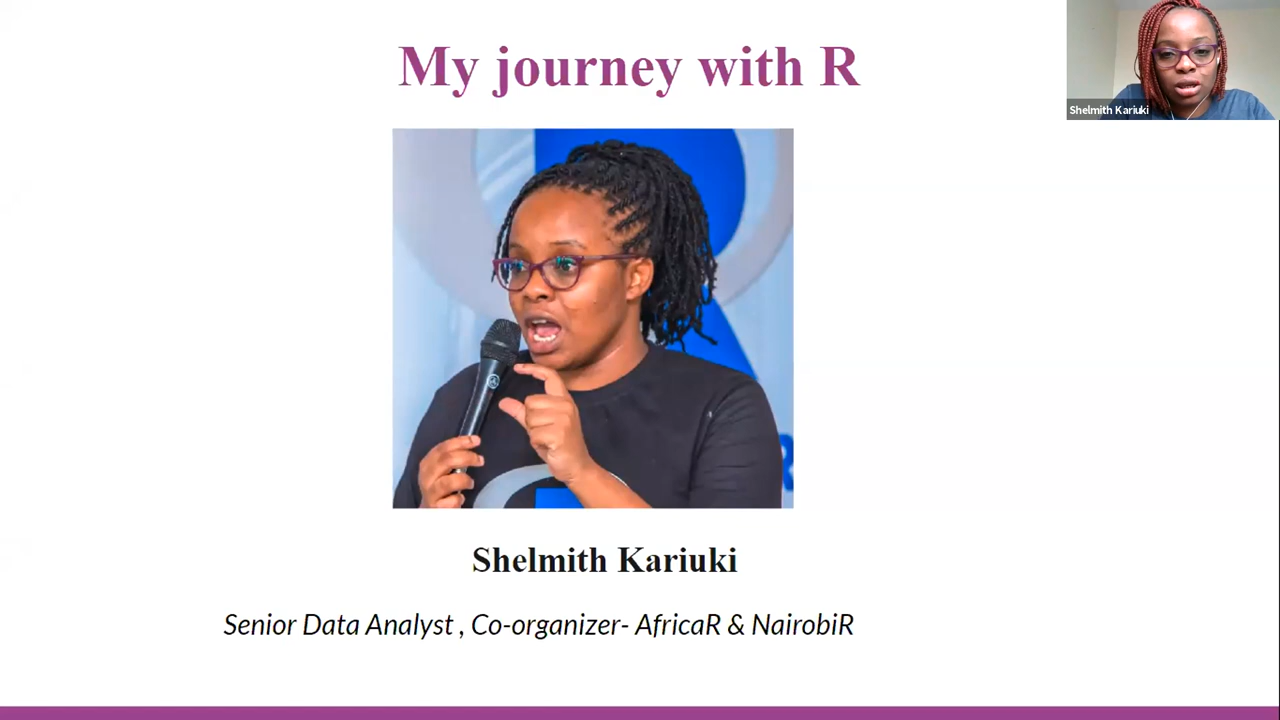 My journey with R
Shelmith Kariuki
Shelmith Kariuki
Senior Data Analyst , Co-organizer- AfricaR & NairobiR